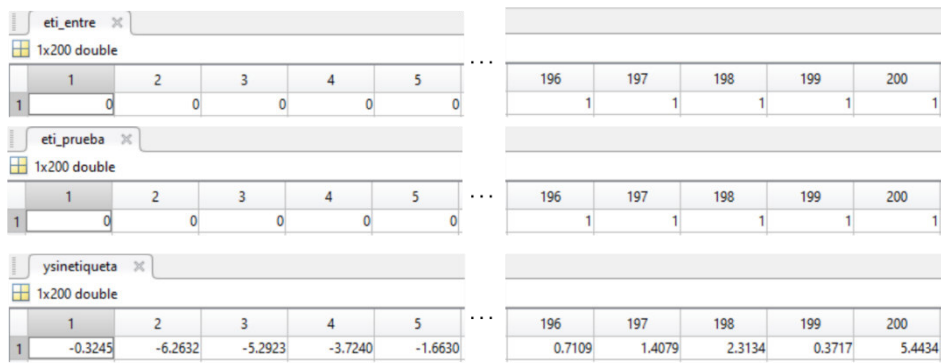 eti_entre
1x200 double
1 2 3 4 5 ... 196 197 198 199 200
1 0 0 0 0 0 1 1 1 1 1
eti_prueba
1x200 double
1 2 3 4 5 ... 196 197 198 199 200
1 0 0 0 0 0 1 1 1 1 1
ysinetiqueta
1x200 double
1 2 3 4 5 ... 196 197 198 199 200
1 -0.3245 -6.2632 -5.2923 -3.7240 -1.6630 0.7109 1.4079 2.3134 0.3717 5.4434